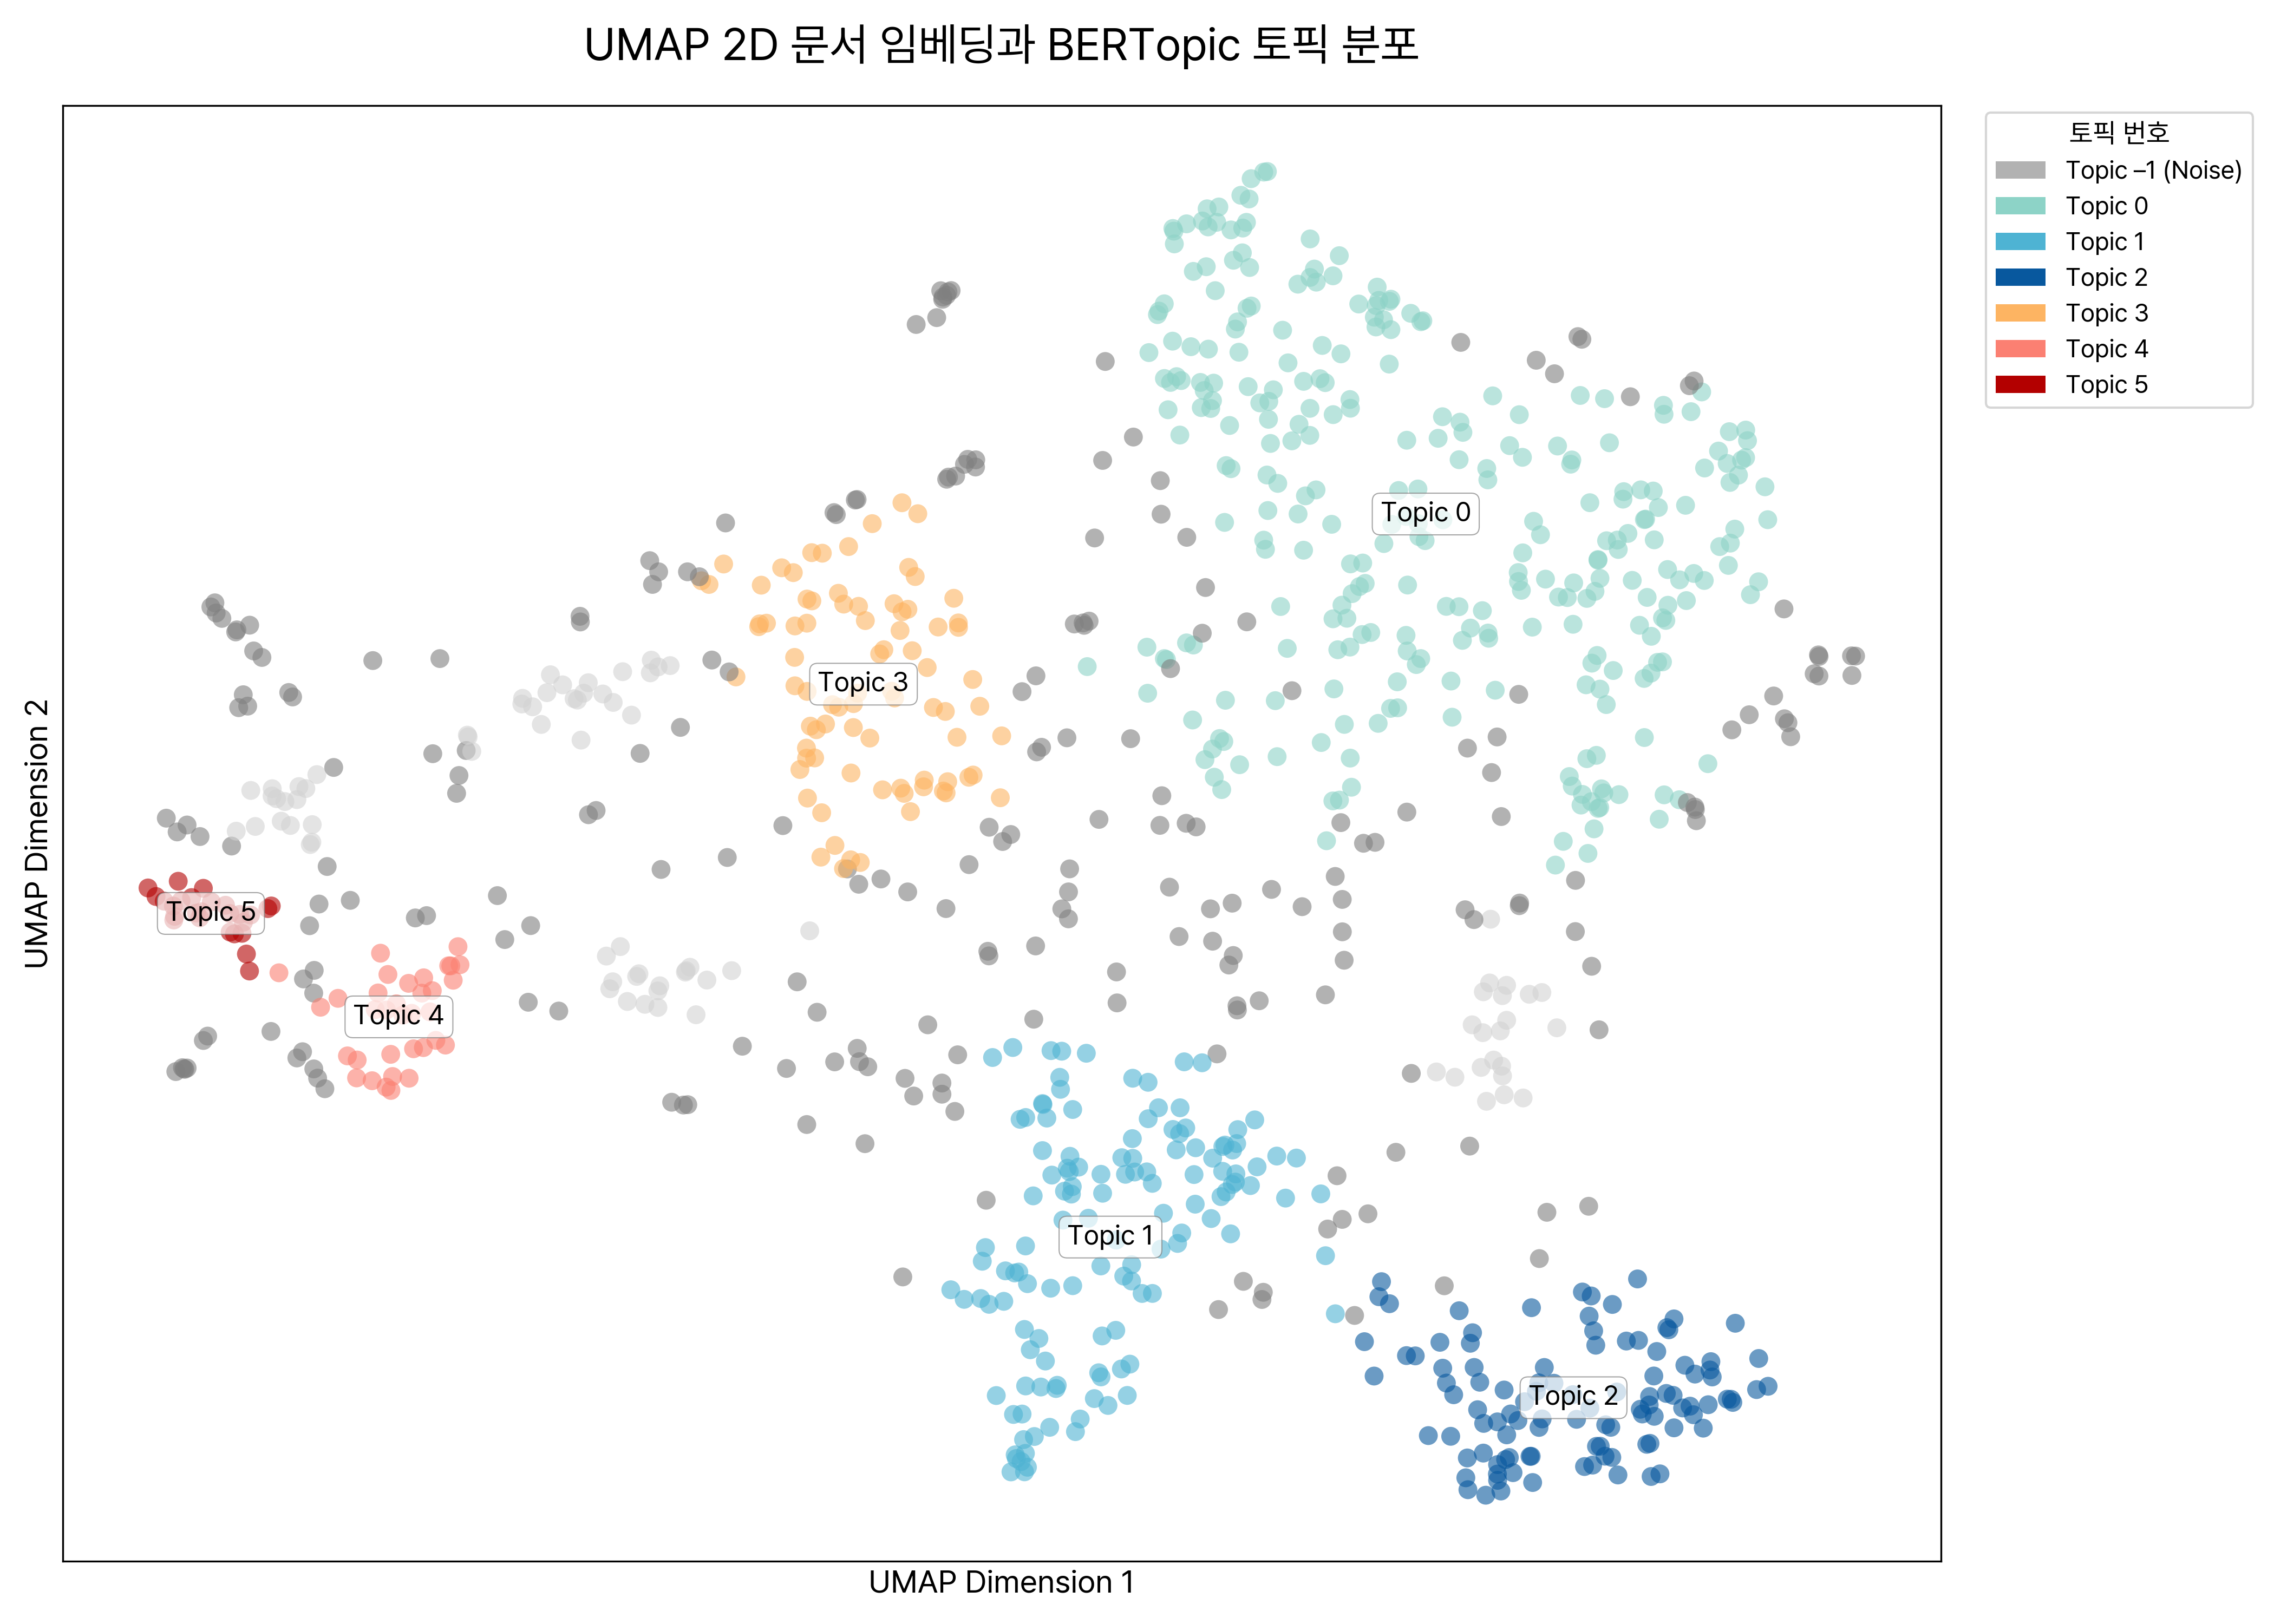 UMAP 2D 문서 임베딩과 BERTopic 토픽 분포
토픽 번호
Topic –1 (Noise)
Topic 0
Topic 1
Topic 2
Topic 3
Topic 4
Topic 5
Topic 0
Topic 3
Topic 5
Topic 4
Topic 1
Topic 2
UMAP Dimension 2
UMAP Dimension 1